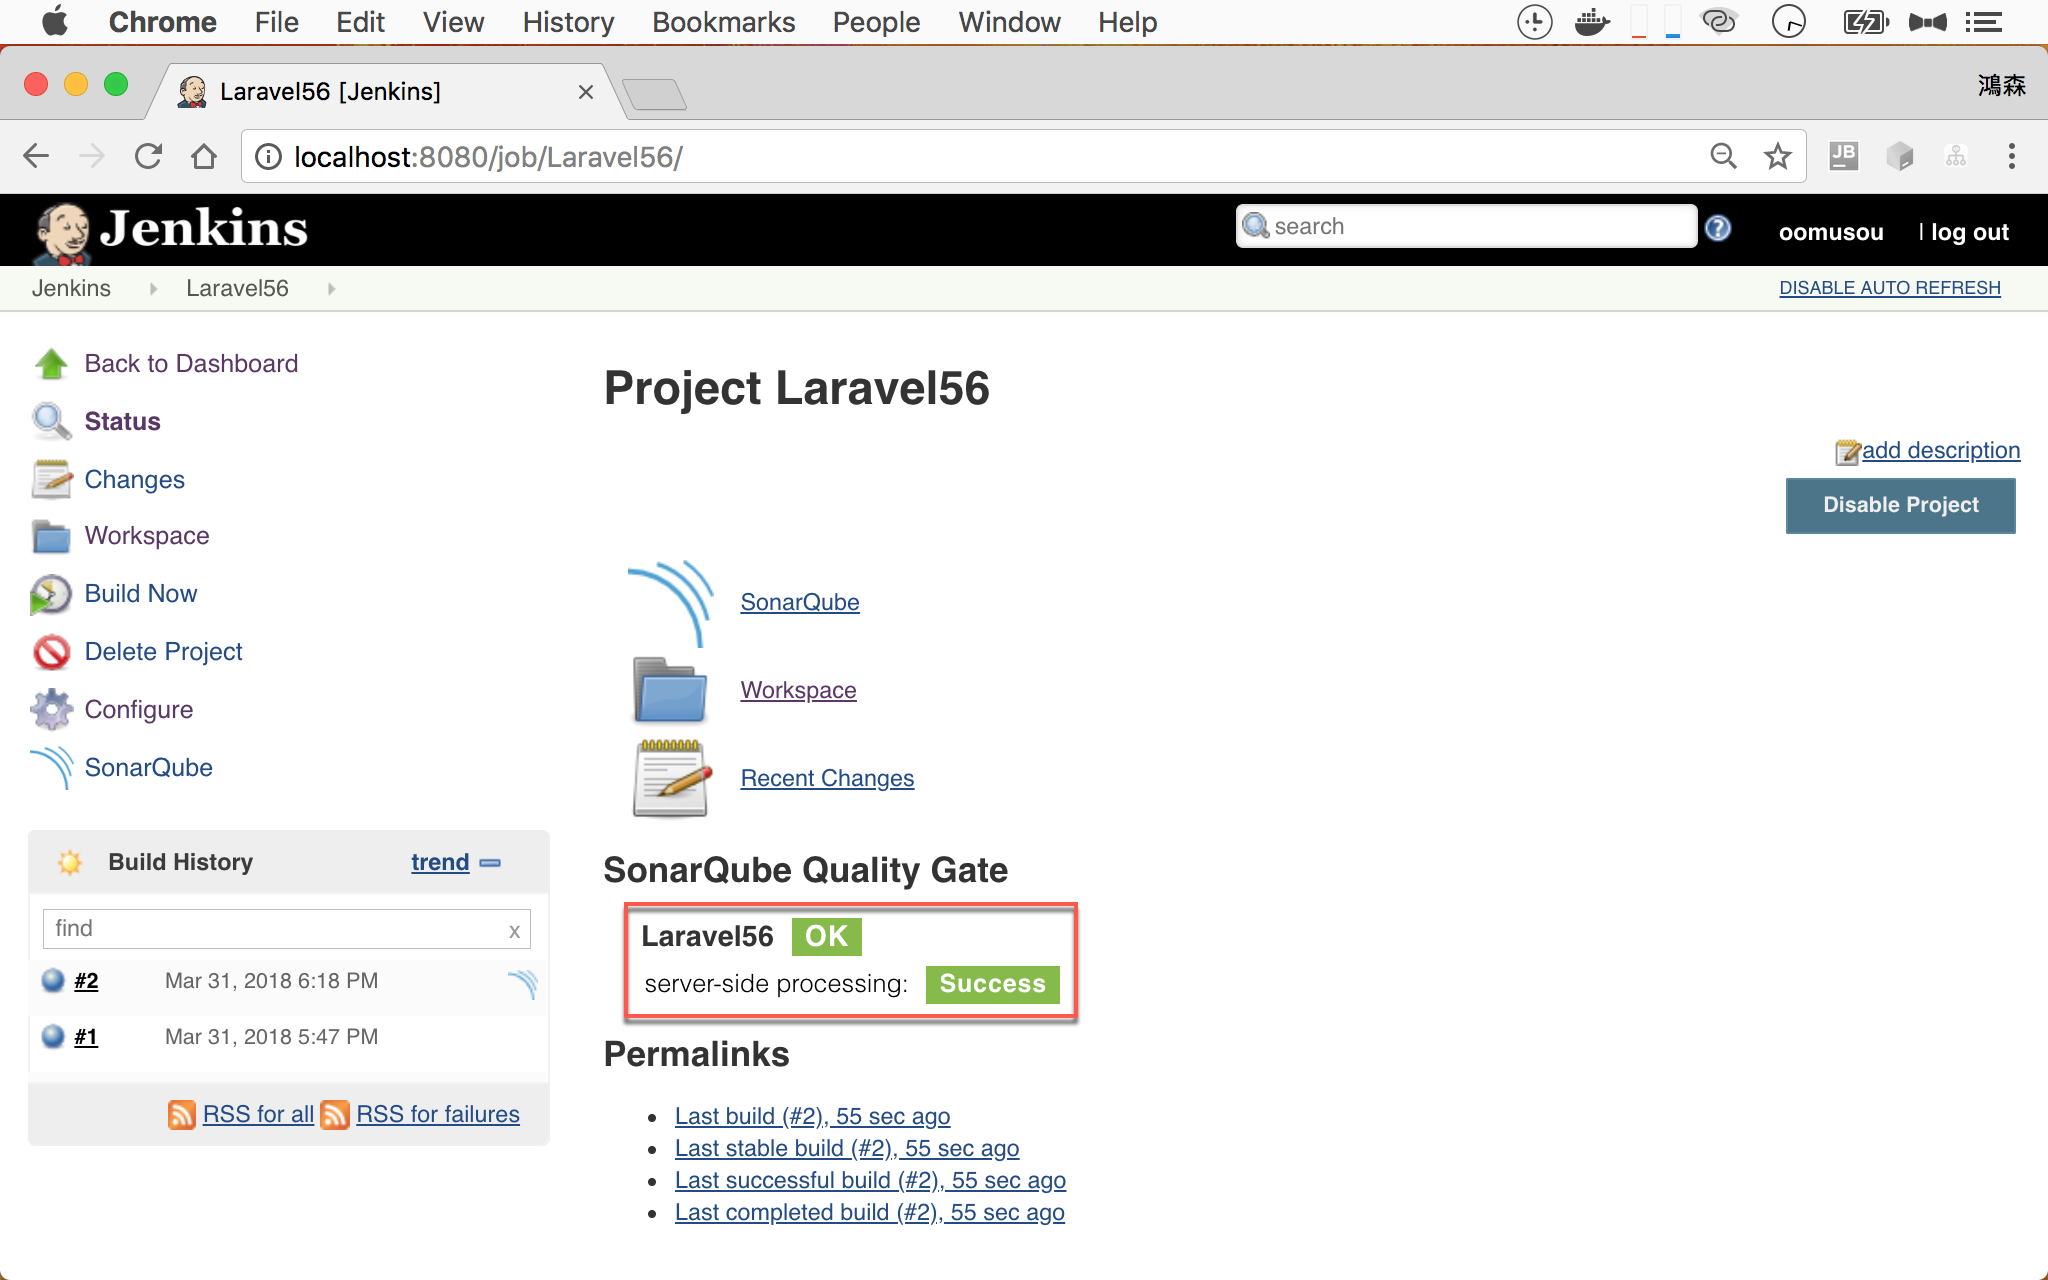 Chrome File Edit View History Bookmarks People Window Help
Laravel56 [Jenkins]
鴻森
localhost:8080/job/Laravel56/
JB
Jenkins
search
oomusou | log out
Jenkins Laravel56
DISABLE AUTO REFRESH
Back to Dashboard
Status
Changes
Workspace
Build Now
Delete Project
Configure
SonarQube
Build History trend
find x
#2 Mar 31, 2018 6:18 PM
#1 Mar 31, 2018 5:47 PM
RSS for all RSS for failures
Project Laravel56
add description
Disable Project
SonarQube
Workspace
Recent Changes
SonarQube Quality Gate
Laravel56 OK
server-side processing: Success
Permalinks
Last build (#2), 55 sec ago
Last stable build (#2), 55 sec ago
Last successful build (#2), 55 sec ago
Last completed build (#2), 55 sec ago